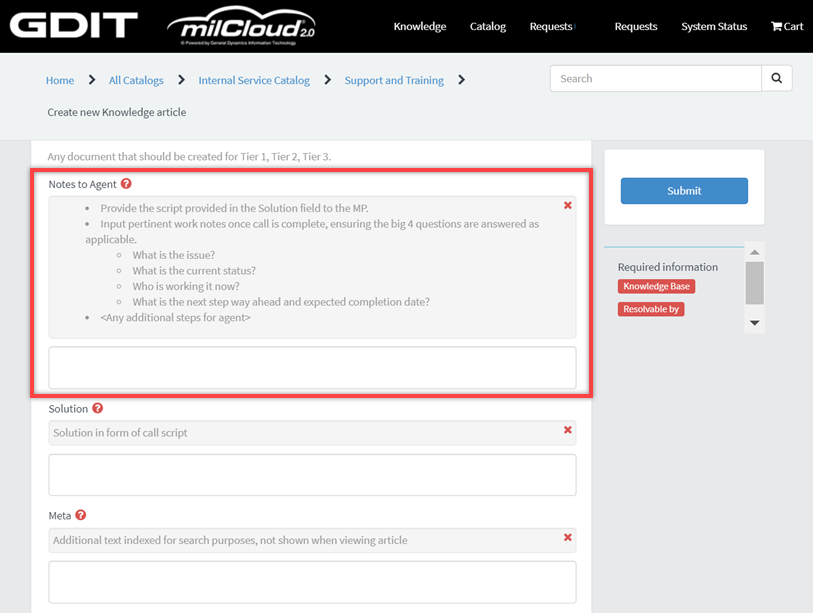 GDIT
milCloud 2.0
© Powered by General Dynamics Information Technology
Knowledge Catalog Requests Requests System Status Cart
Home > All Catalogs > Internal Service Catalog > Support and Training >
Search
Create new Knowledge article
Any document that should be created for Tier 1, Tier 2, Tier 3.
Notes to Agent ?
• Provide the script provided in the Solution field to the MP.
• Input pertinent work notes once call is complete, ensuring the big 4 questions are answered as
applicable.
○ What is the issue?
○ What is the current status?
○ Who is working it now?
○ What is the next step way ahead and expected completion date?
• <Any additional steps for agent>
Solution ?
Solution in form of call script
Meta ?
Additional text indexed for search purposes, not shown when viewing article
Submit
Required information
Knowledge Base
Resolvable by